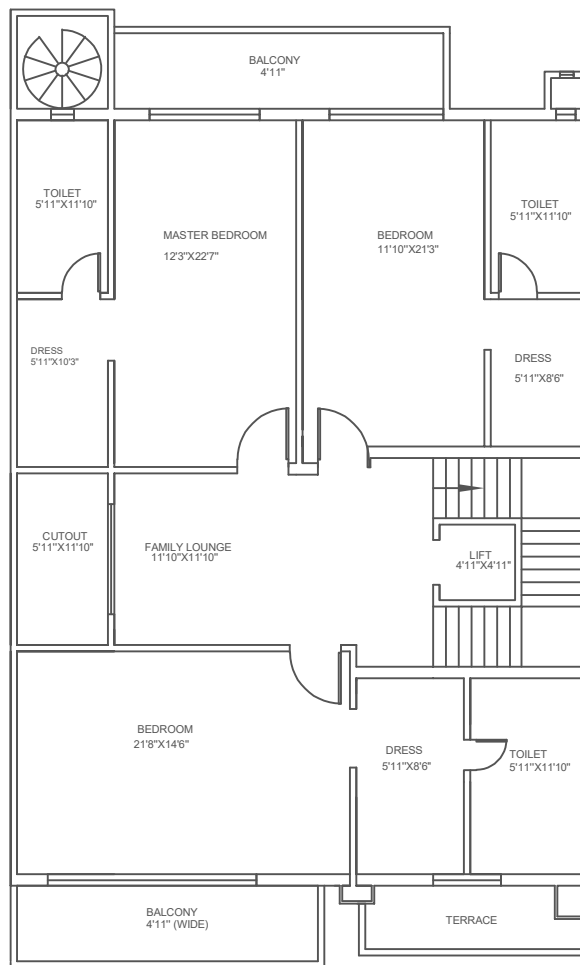 BALCONY
4'11"
TOILET
5'11"X11'10"
MASTER BEDROOM
12'3"X22'7"
BEDROOM
11'10"X21'3"
TOILET
5'11"X11'10"
DRESS
5'11"X10'3"
DRESS
5'11"X8'6"
CUTOUT
5'11"X11'10"
FAMILY LOUNGE
11'10"X11'10"
LIFT
4'11"X4'11"
BEDROOM
21'8"X14'6"
DRESS
5'11"X8'6"
TOILET
5'11"X11'10"
BALCONY
4'11" (WIDE)
TERRACE